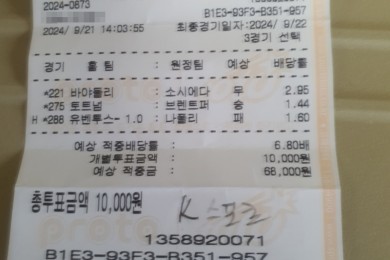 2024-0873
B1E3-93F3-B351-957
2024/ 9/21 14:03:55 최종경기일자:2024/ 9/22
3경기 선택
경기 홈팀 : 원정팀 예상 배당률
*221 바야돌리 : 소시에다 무 2.95
*275 토트넘 : 브렌트퍼 승 1.44
H *288 유벤투스- 1.0 : 나폴리 패 1.60
예상 적중배당률 : 6.80배
개별투표금액 : 10,000원
예상 적중금 : 68,000원
총투표금액 10,000원
K스포츠
1358920071
B1E3-93F3-B351-957